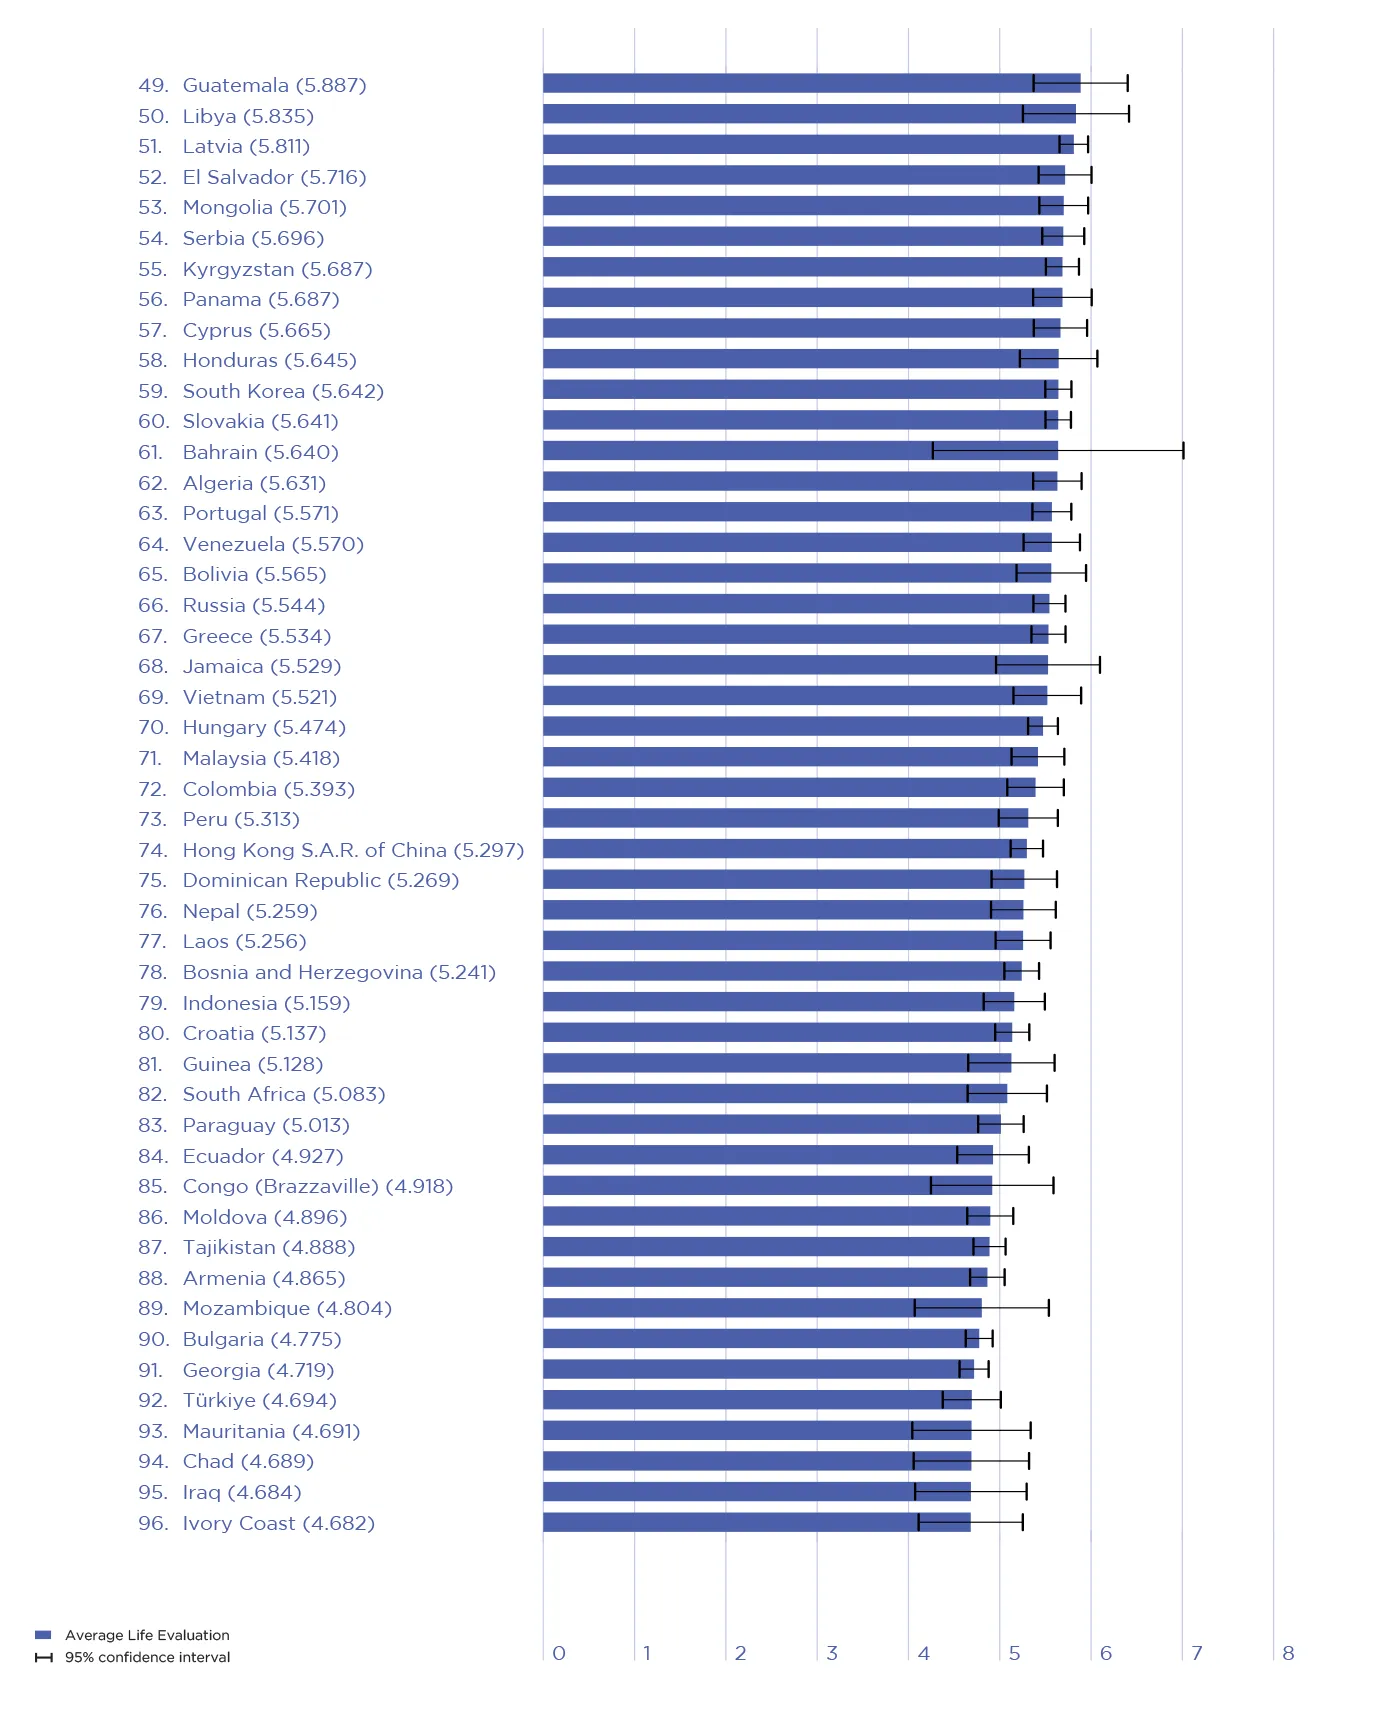 49. Guatemala (5.887)
50. Libya (5.835)
51. Latvia (5.811)
52. El Salvador (5.716)
53. Mongolia (5.701)
54. Serbia (5.696)
55. Kyrgyzstan (5.687)
56. Panama (5.687)
57. Cyprus (5.665)
58. Honduras (5.645)
59. South Korea (5.642)
60. Slovakia (5.641)
61. Bahrain (5.640)
62. Algeria (5.631)
63. Portugal (5.571)
64. Venezuela (5.570)
65. Bolivia (5.565)
66. Russia (5.544)
67. Greece (5.534)
68. Jamaica (5.529)
69. Vietnam (5.521)
70. Hungary (5.474)
71. Malaysia (5.418)
72. Colombia (5.393)
73. Peru (5.313)
74. Hong Kong S.A.R. of China (5.297)
75. Dominican Republic (5.269)
76. Nepal (5.259)
77. Laos (5.256)
78. Bosnia and Herzegovina (5.241)
79. Indonesia (5.159)
80. Croatia (5.137)
81. Guinea (5.128)
82. South Africa (5.083)
83. Paraguay (5.013)
84. Ecuador (4.927)
85. Congo (Brazzaville) (4.918)
86. Moldova (4.896)
87. Tajikistan (4.888)
88. Armenia (4.865)
89. Mozambique (4.804)
90. Bulgaria (4.775)
91. Georgia (4.719)
92. Türkiye (4.694)
93. Mauritania (4.691)
94. Chad (4.689)
95. Iraq (4.684)
96. Ivory Coast (4.682)
Average Life Evaluation
95% confidence interval
0 1 2 3 4 5 6 7 8